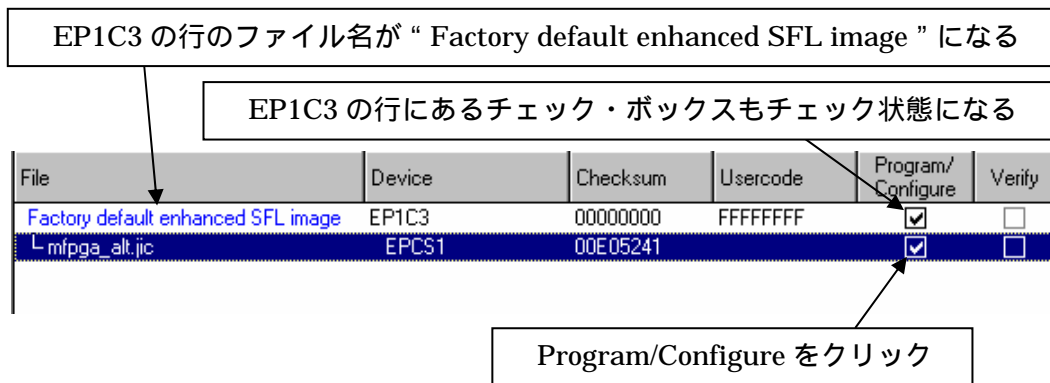 EP1C3 の行のファイル名が “ Factory default enhanced SFL image ” になる
EP1C3 の行にあるチェック・ボックスもチェック状態になる
File Device Checksum Usercode Program/ Configure Verify
Factory default enhanced SFL image EP1C3 00000000 FFFFFFFF
mfpga_alt.jic EPCS1 00E05241
Program/Configure をクリック